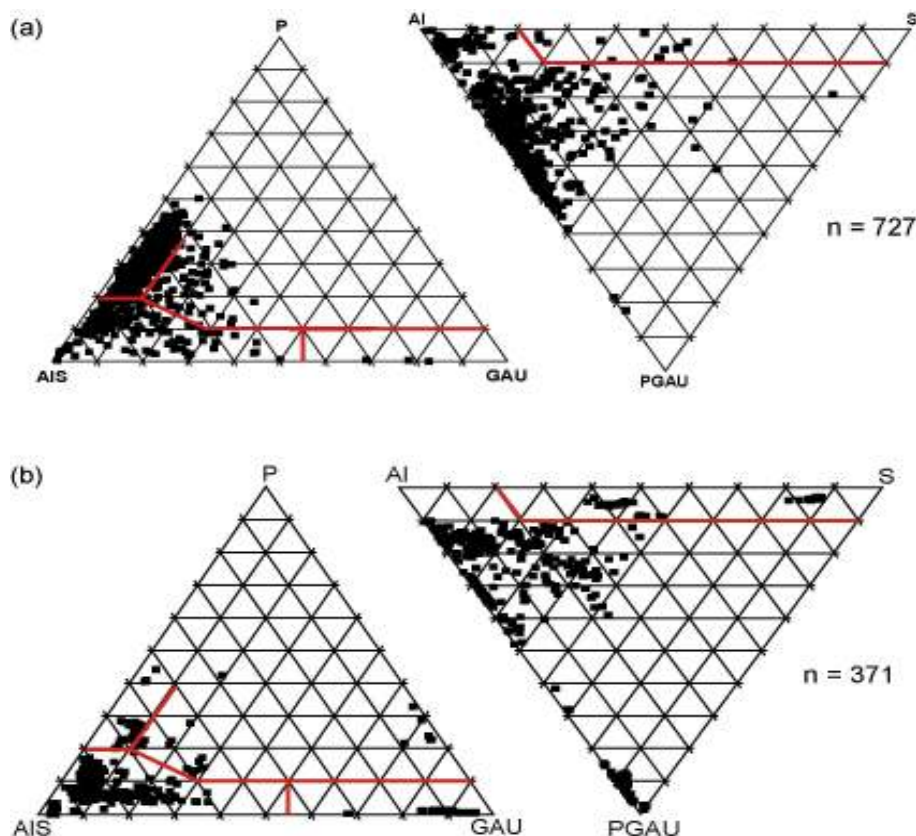 (a)
P
AI
S
n = 727
AIS
GAU
PGAU
(b)
P
AI
S
n = 371
AIS
GAU
PGAU